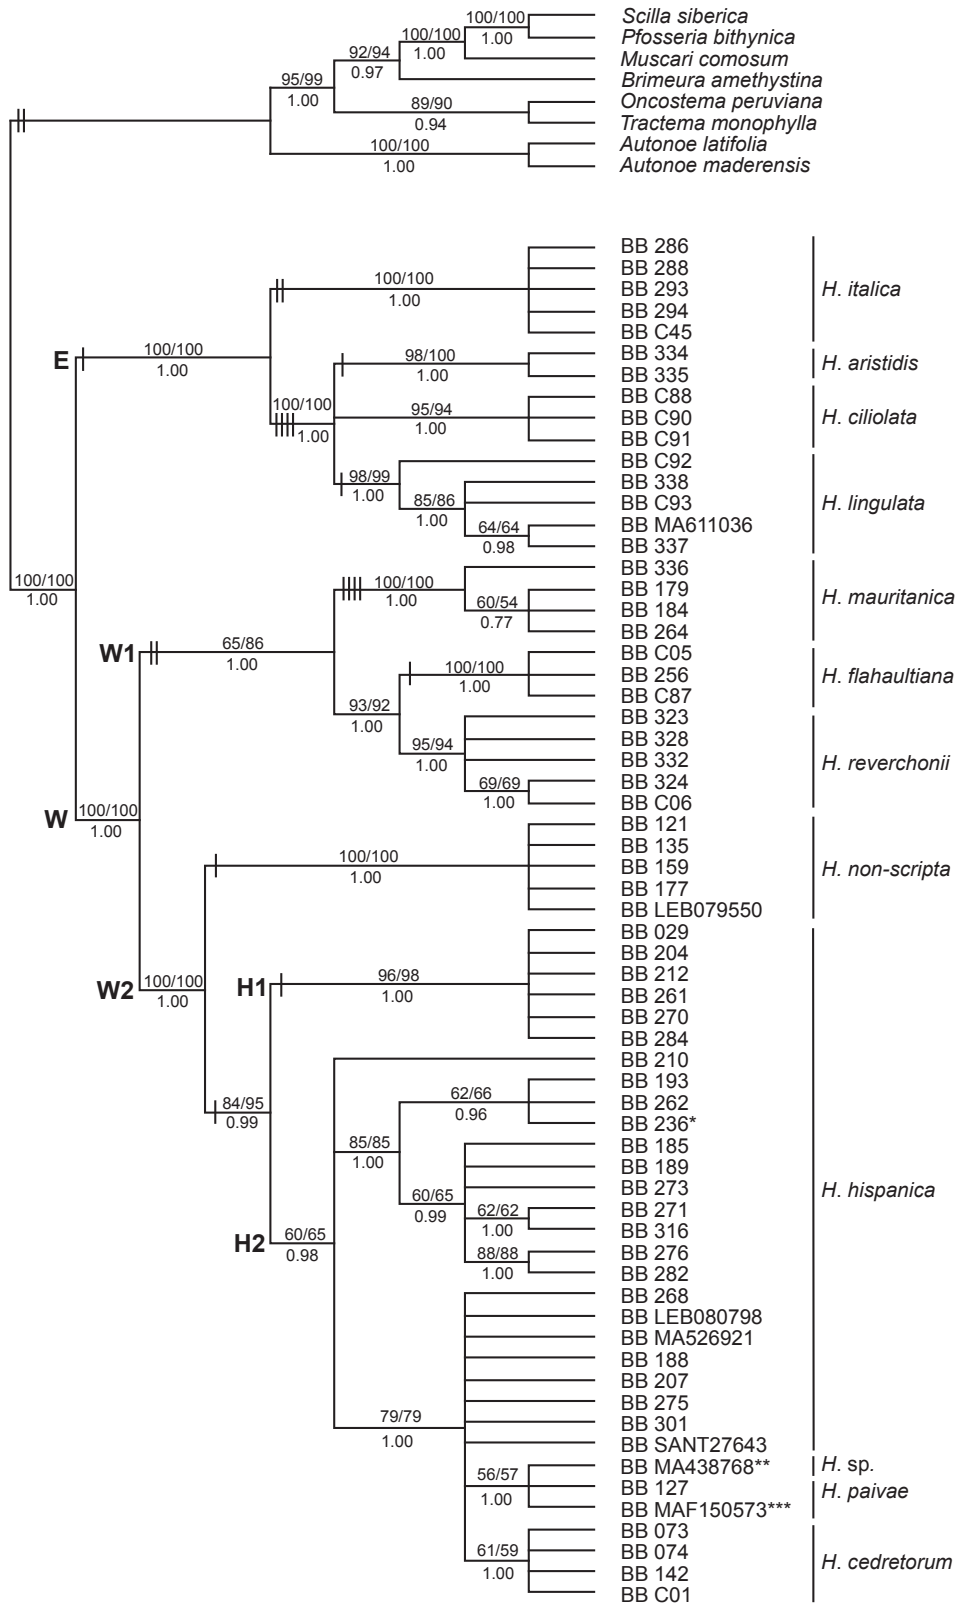 100/100
Scilla siberica
1.00
Pfosseria bithynica
100/100
1.00
Muscari comosum
92/94
0.97
Brimeura amethystina
95/99
1.00
89/90
0.94
Oncostema peruviana
Tractema monophylla
100/100
1.00
Autonoe latifolia
Autonoe maderensis
BB 286
BB 288
100/100
1.00
BB 293
H. italica
BB 294
BB C45
E
100/100
1.00
98/100
1.00
BB 334
BB 335
H. aristidis
100/100
1.00
95/94
1.00
BB C88
BB C90
BB C91
H. ciliolata
98/99
1.00
BB C92
85/86
1.00
BB 338
BB C93
H. lingulata
64/64
0.98
BB MA611036
BB 337
100/100
1.00
100/100
1.00
BB 336
60/54
0.77
BB 179
BB 184
BB 264
H. mauritanica
W1
65/86
1.00
100/100
1.00
BB C05
BB 256
BB C87
H. flahaultiana
93/92
1.00
95/94
1.00
BB 323
BB 328
BB 332
H. reverchonii
69/69
1.00
BB 324
BB C06
W
100/100
1.00
BB 121
BB 135
100/100
1.00
BB 159
H. non-scripta
BB 177
BB LEB079550
W2
100/100
1.00
H1
96/98
1.00
BB 029
BB 204
BB 212
BB 261
BB 270
BB 284
84/95
0.99
BB 210
62/66
0.96
BB 193
BB 262
BB 236*
85/85
1.00
60/65
0.99
BB 185
BB 189
BB 273
H. hispanica
62/62
1.00
BB 271
BB 316
H2
60/65
0.98
88/88
1.00
BB 276
BB 282
BB 268
BB LEB080798
BB MA526921
BB 188
BB 207
BB 275
79/79
1.00
BB 301
BB SANT27643
56/57
1.00
BB MA438768**
H. sp.
BB 127
H. paivae
BB MAF150573***
61/59
1.00
BB 073
BB 074
H. cedretorum
BB 142
BB C01